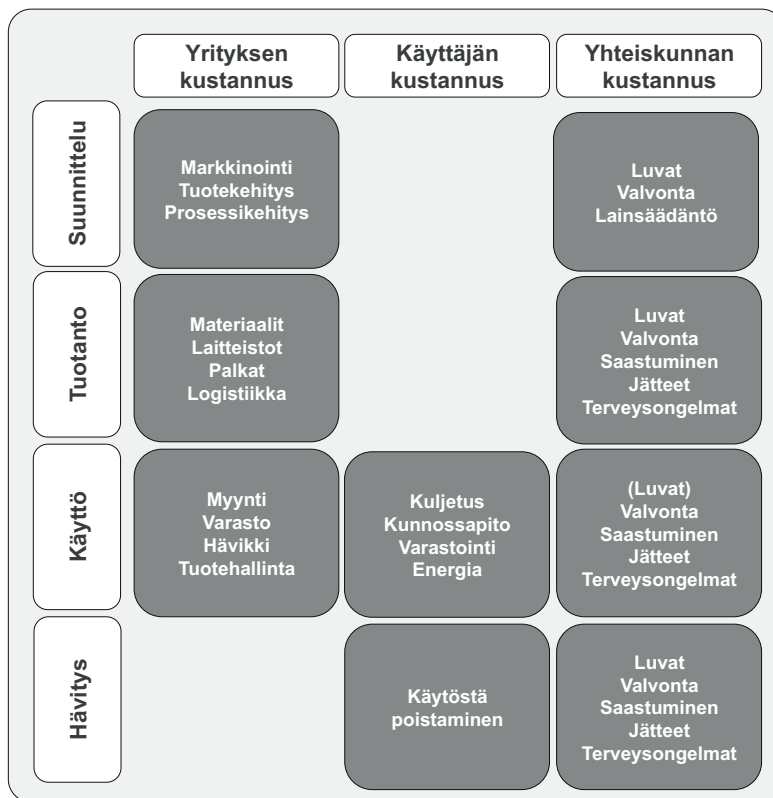 Yrityksen
kustannus
Käyttäjän
kustannus
Yhteiskunnan
kustannus
Suunnittelu
Markkinointi
Tuotekehitys
Prosessikehitys
Luvat
Valvonta
Lainsäädäntö
Tuotanto
Materiaalit
Laitteistot
Palkat
Logistiikka
Luvat
Valvonta
Saastuminen
Jätteet
Terveysongelmat
Käyttö
Myynti
Varasto
Hävikki
Tuotehallinta
Kuljetus
Kunnossapito
Varastointi
Energia
(Luvat)
Valvonta
Saastuminen
Jätteet
Terveysongelmat
Hävitys
Käytöstä
poistaminen
Luvat
Valvonta
Saastuminen
Jätteet
Terveysongelmat